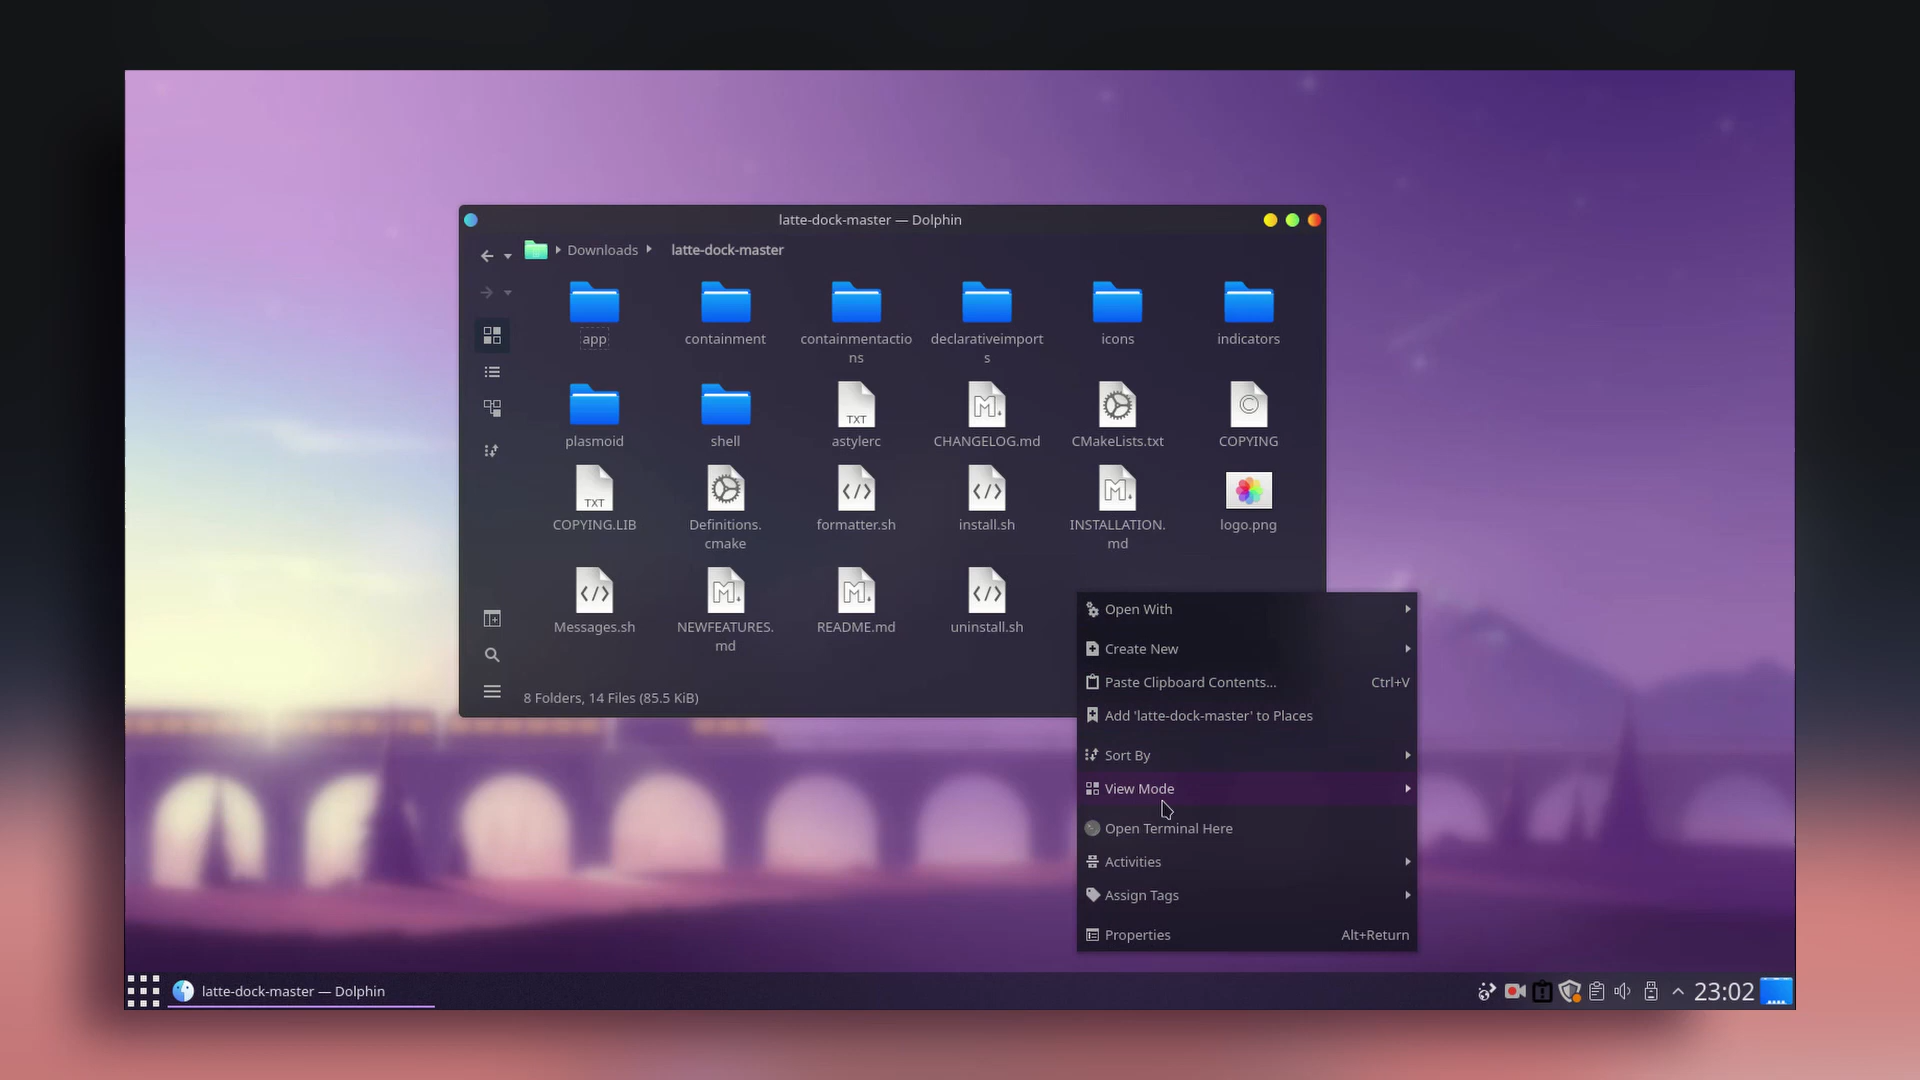 latte-dock-master — Dolphin
Downloads
latte-dock-master
app
containment
containmentactio
ns
declarativeimport
s
icons
indicators
plasmoid
shell
TXT
astylerc
M
CHANGELOG.md
CMakeLists.txt
©
COPYING
TXT
COPYING.LIB
Definitions.
cmake
</>
formatter.sh
</>
install.sh
M
INSTALLATION.
md
logo.png
</>
Messages.sh
M
NEWFEATURES.
md
M
README.md
</>
uninstall.sh
8 Folders, 14 Files (85.5 KiB)
Open With
Create New
Paste Clipboard Contents...
Ctrl+V
Add 'latte-dock-master' to Places
Sort By
View Mode
Open Terminal Here
Activities
Assign Tags
Properties
Alt+Return
latte-dock-master — Dolphin
23:02